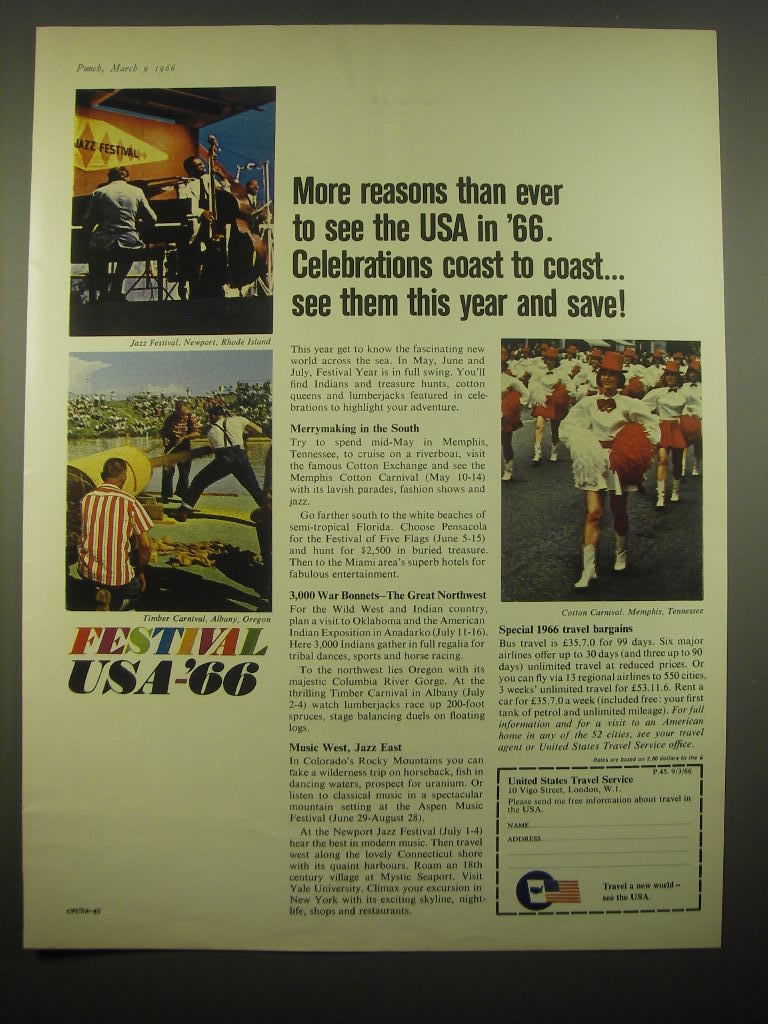 Punch, March 9 1966
JAZZ FESTIVAL
Jazz Festival, Newport, Rhode Island
Timber Carnival, Albany, Oregon
FESTIVAL
USA-'66
More reasons than ever
to see the USA in '66.
Celebrations coast to coast...
see them this year and save!
This year get to know the fascinating new
world across the sea. In May, June and
July, Festival Year is in full swing. You'll
find Indians and treasure hunts, cotton
queens and lumberjacks featured in cele-
brations to highlight your adventure.
Merrymaking in the South
Try to spend mid-May in Memphis,
Tennessee, to cruise on a riverboat, visit
the famous Cotton Exchange and see the
Memphis Cotton Carnival (May 10-14)
with its lavish parades, fashion shows and
jazz.
Go farther south to the white beaches of
semi-tropical Florida. Choose Pensacola
for the Festival of Five Flags (June 5-15)
and hunt for $2,500 in buried treasure.
Then to the Miami area's superb hotels for
fabulous entertainment.
3,000 War Bonnets—The Great Northwest
For the Wild West and Indian country,
plan a visit to Oklahoma and the American
Indian Exposition in Anadarko (July 11-16).
Here 3,000 Indians gather in full regalia for
tribal dances, sports and horse racing.
To the northwest lies Oregon with its
majestic Columbia River Gorge. At the
thrilling Timber Carnival in Albany (July
2-4) watch lumberjacks race up 200-foot
spruces, stage balancing duels on floating
logs.
Music West, Jazz East
In Colorado's Rocky Mountains you can
take a wilderness trip on horseback, fish in
dancing waters, prospect for uranium. Or
listen to classical music in a spectacular
mountain setting at the Aspen Music
Festival (June 29-August 28).
At the Newport Jazz Festival (July 1-4)
hear the best in modern music. Then travel
west along the lovely Connecticut shore
with its quaint harbours. Roam an 18th
century village at Mystic Seaport. Visit
Yale University. Climax your excursion in
New York with its exciting skyline, night-
life, shops and restaurants.
Cotton Carnival, Memphis, Tennessee
Special 1966 travel bargains
Bus travel is £35.7.0 for 99 days. Six major
airlines offer up to 30 days (and three up to 90
days) unlimited travel at reduced prices. Or
you can fly via 13 regional airlines to 550 cities,
3 weeks' unlimited travel for £53.11.6. Rent a
car for £35.7.0 a week (included free: your first
tank of petrol and unlimited mileage). For full
information and for a visit to an American
home in any of the 52 cities, see your travel
agent or United States Travel Service office.
Rates are based on 2.80 dollars to the £
P.45. 9/3/66
United States Travel Service
10 Vigo Street, London, W.1.
Please send me free information about travel in
the USA.
NAME
ADDRESS
Travel a new world—
see the USA.